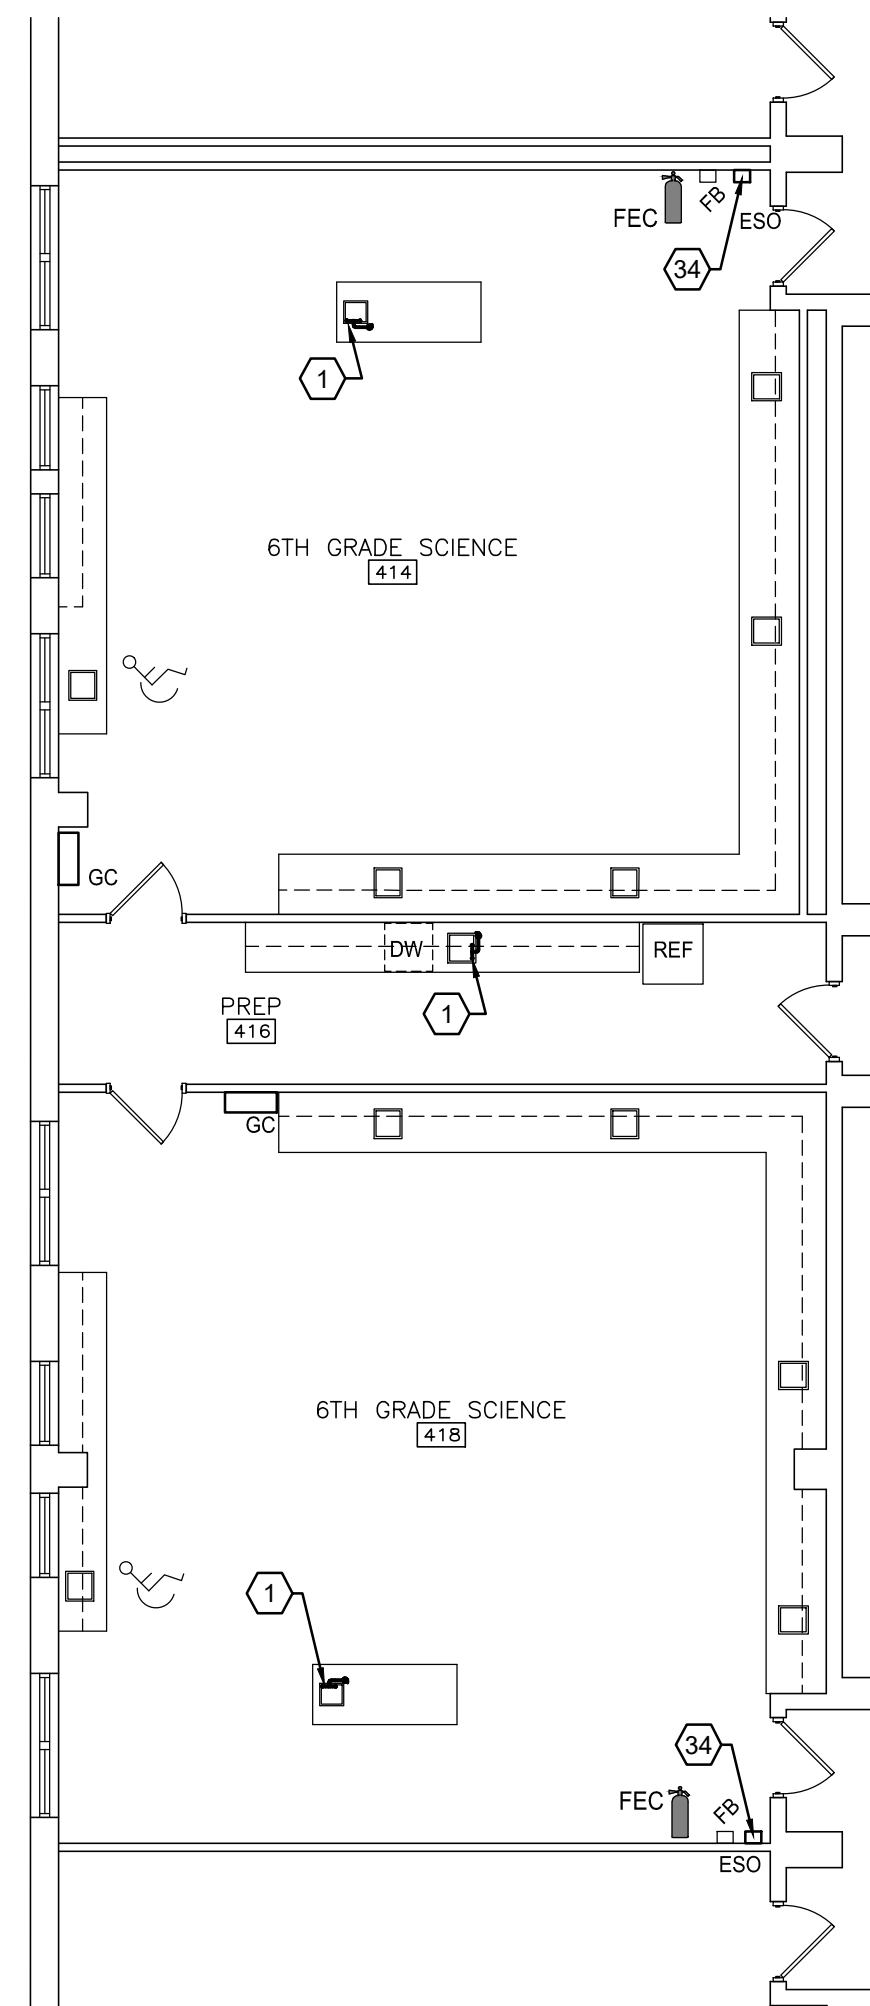 FEC
FB
ESO
34
1
6TH GRADE SCIENCE
414
GC
DW
REF
1
PREP
416
GC
6TH GRADE SCIENCE
418
1
34
FEC
FB
ESO